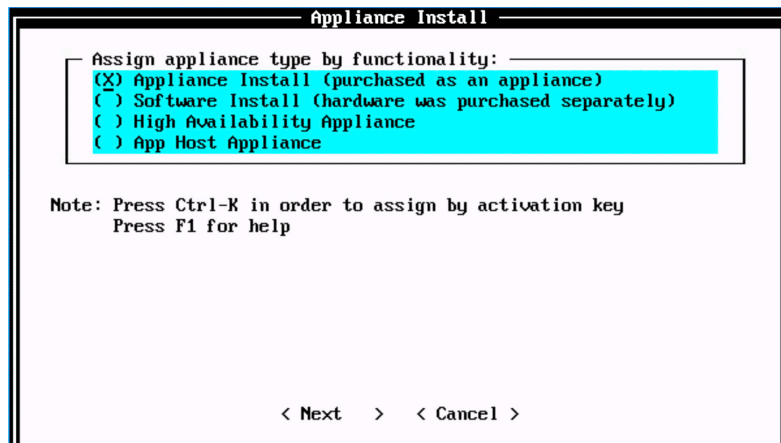 Appliance Install
Assign appliance type by functionality:
(X) Appliance Install (purchased as an appliance)
( ) Software Install (hardware was purchased separately)
( ) High Availability Appliance
( ) App Host Appliance
Note: Press Ctrl-K in order to assign by activation key
Press F1 for help
< Next > < Cancel >